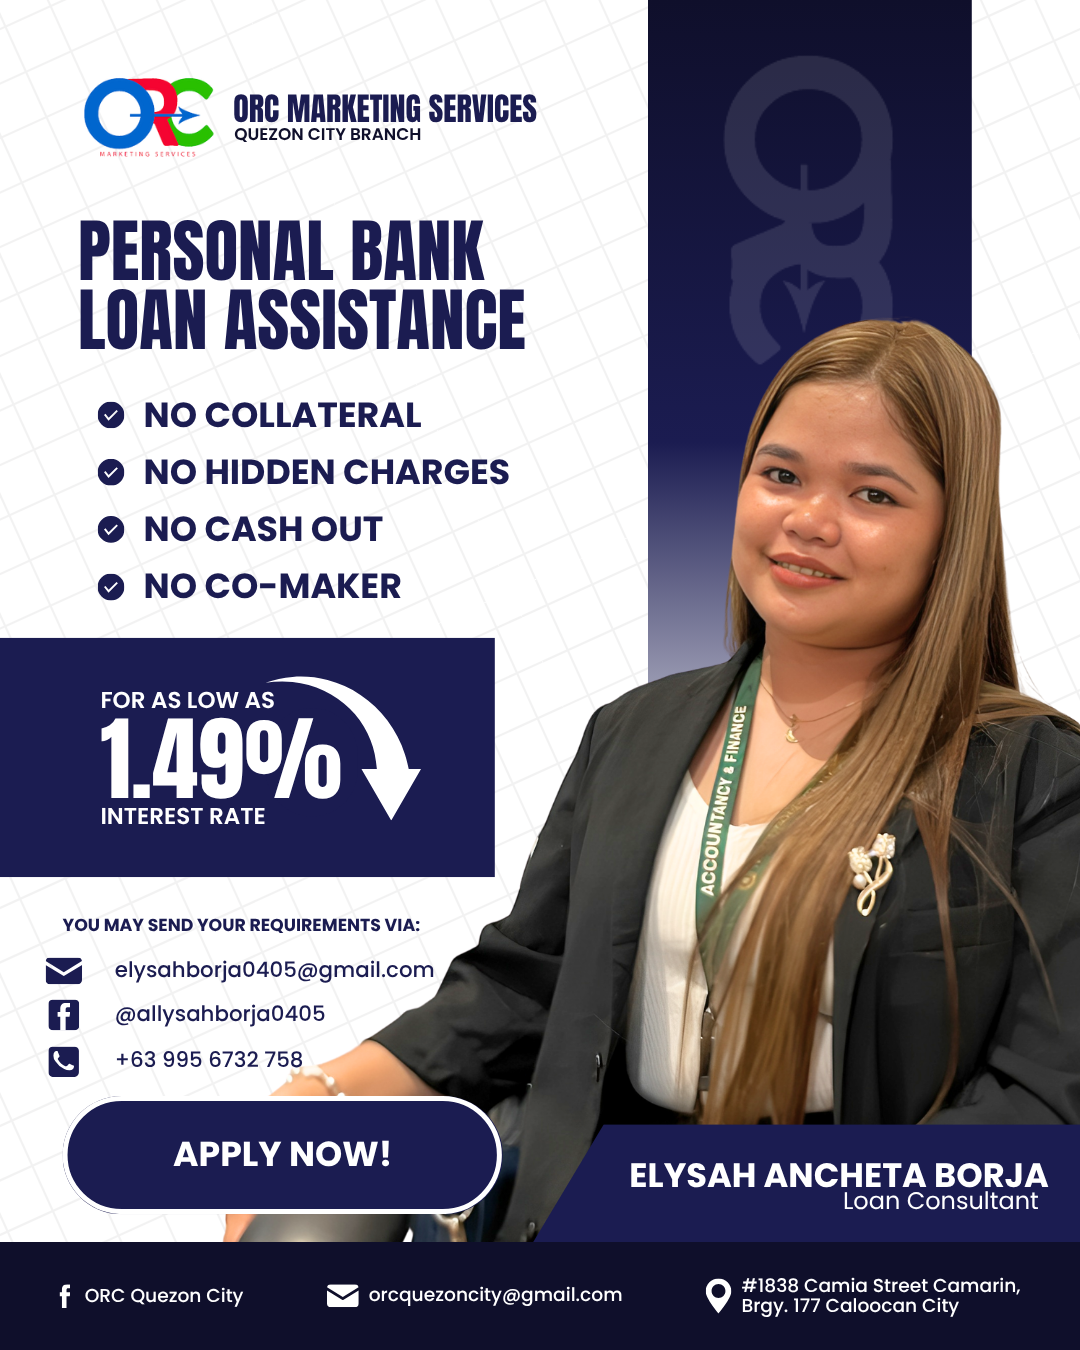 ORC
MARKETING SERVICES
ORC MARKETING SERVICES
QUEZON CITY BRANCH
ORC
PERSONAL BANK
LOAN ASSISTANCE
NO COLLATERAL
NO HIDDEN CHARGES
NO CASH OUT
NO CO-MAKER
FOR AS LOW AS
1.49%
INTEREST RATE
ACCOUNTANCY & FINANCE
YOU MAY SEND YOUR REQUIREMENTS VIA:
elysahborja0405@gmail.com
@allysahborja0405
+63 995 6732 758
APPLY NOW!
ELYSAH ANCHETA BORJA
Loan Consultant
ORC Quezon City
orcquezoncity@gmail.com
#1838 Camia Street Camarin,
Brgy. 177 Caloocan City